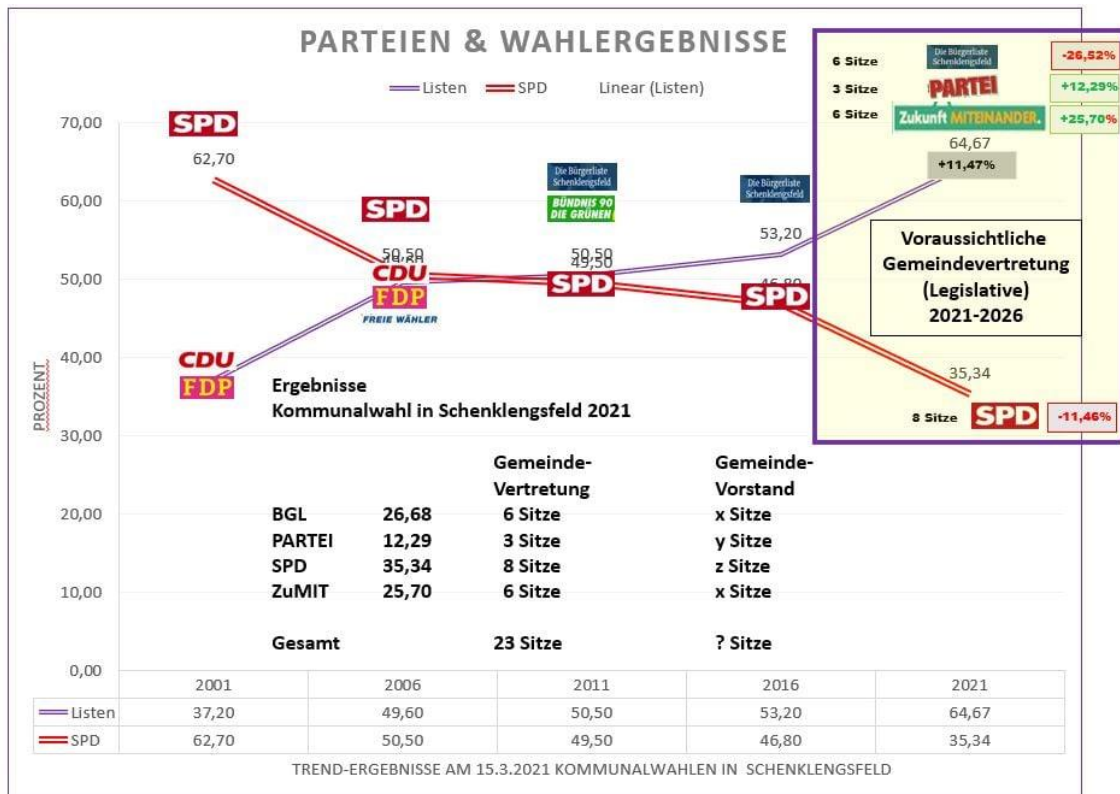 PARTEIEN & WAHLERGEBNISSE
Listen SPD Linear (Listen)
6 Sitze Die Bürgerliste Schenklengsfeld -26,52%
3 Sitze PARTEI +12,29%
6 Sitze Zukunft MITEINANDER. +25,70%
64,67
+11,47%
Voraussichtliche
Gemeindevertretung
(Legislative)
2021-2026
35,34
8 Sitze SPD -11,46%
PROZENT
70,00
60,00
50,00
40,00
30,00
20,00
10,00
0,00
SPD
62,70
CDU
FDP
SPD
50,50
49,60
CDU
FDP
FREIE WÄHLER
Die Bürgerliste
Schenklengsfeld
BÜNDNIS 90
DIE GRÜNEN
50,50
49,50
SPD
Die Bürgerliste
Schenklengsfeld
53,20
46,80
SPD
Ergebnisse
Kommunalwahl in Schenklengsfeld 2021
Gemeinde- Gemeinde-
Vertretung Vorstand
BGL 26,68 6 Sitze x Sitze
PARTEI 12,29 3 Sitze y Sitze
SPD 35,34 8 Sitze z Sitze
ZuMIT 25,70 6 Sitze x Sitze
Gesamt 23 Sitze ? Sitze
2001 2006 2011 2016 2021
Listen 37,20 49,60 50,50 53,20 64,67
SPD 62,70 50,50 49,50 46,80 35,34
TREND-ERGEBNISSE AM 15.3.2021 KOMMUNALWAHLEN IN SCHENKLENGSFELD